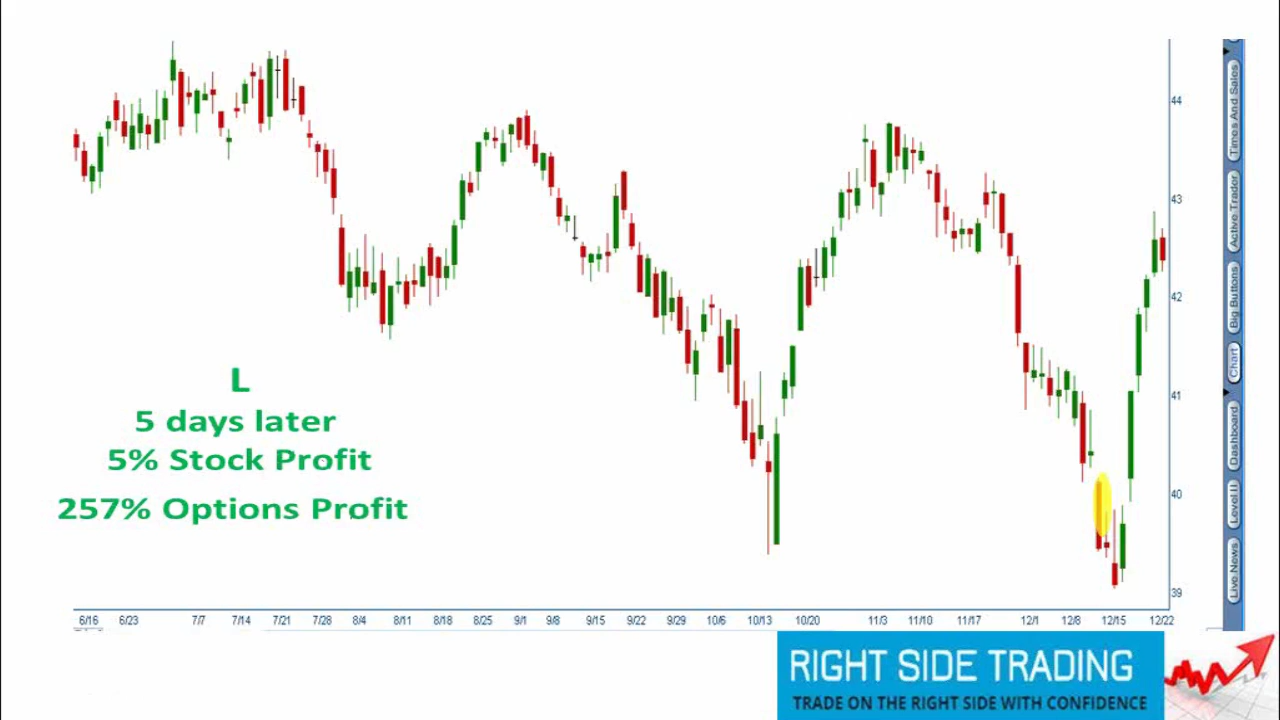 44
43
42
41
40
39
L
5 days later
5% Stock Profit
257% Options Profit
6/16 6/23 7/7 7/14 7/21 7/28 8/4 8/11 8/18 8/25 9/1 9/8 9/15 9/22 9/29 10/6 10/13 10/20 11/3 11/10 11/17 12/1 12/8 12/15 12/22
Times And Sales
Active Trader
Big Buttons
Chart
Dashboard
Level II
Live News
RIGHT SIDE TRADING
TRADE ON THE RIGHT SIDE WITH CONFIDENCE